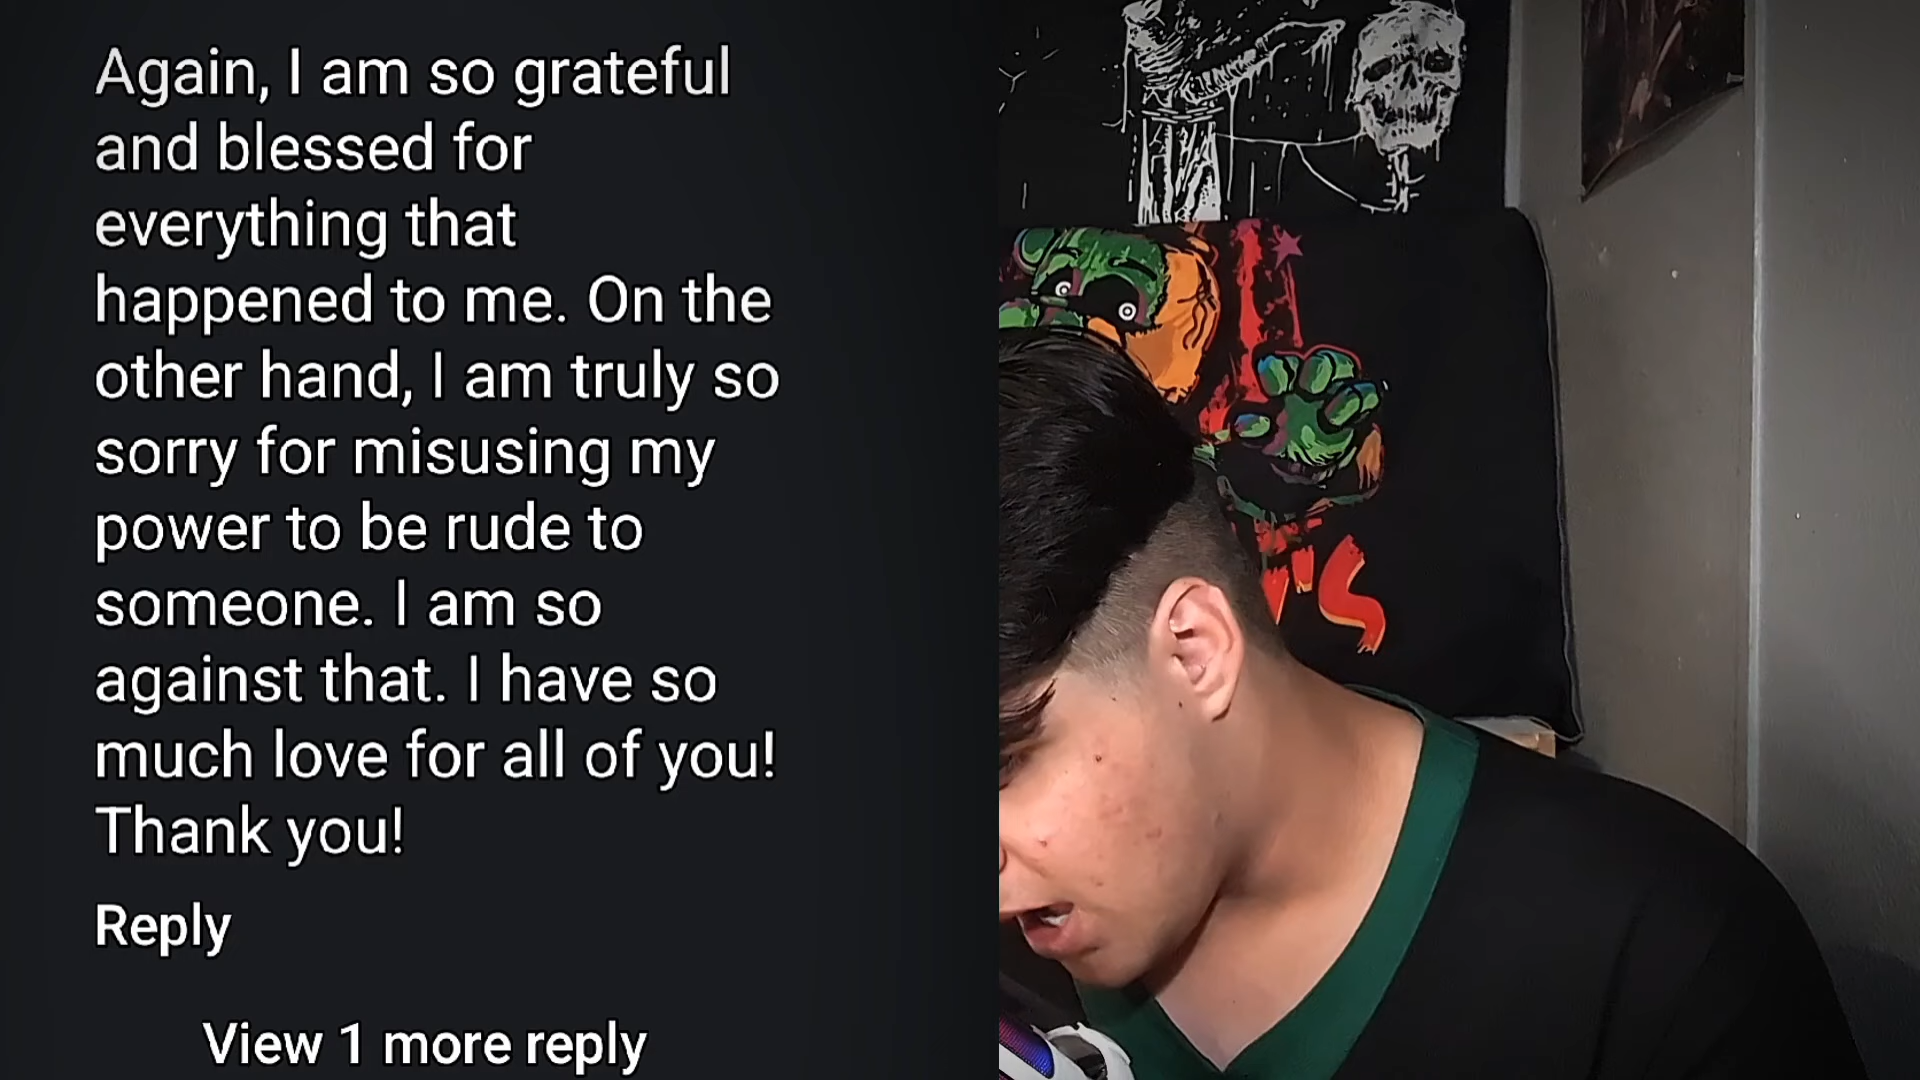 Again, I am so grateful
and blessed for
everything that
happened to me. On the
other hand, I am truly so
sorry for misusing my
power to be rude to
someone. I am so
against that. I have so
much love for all of you!
Thank you!
Reply
View 1 more reply
'S